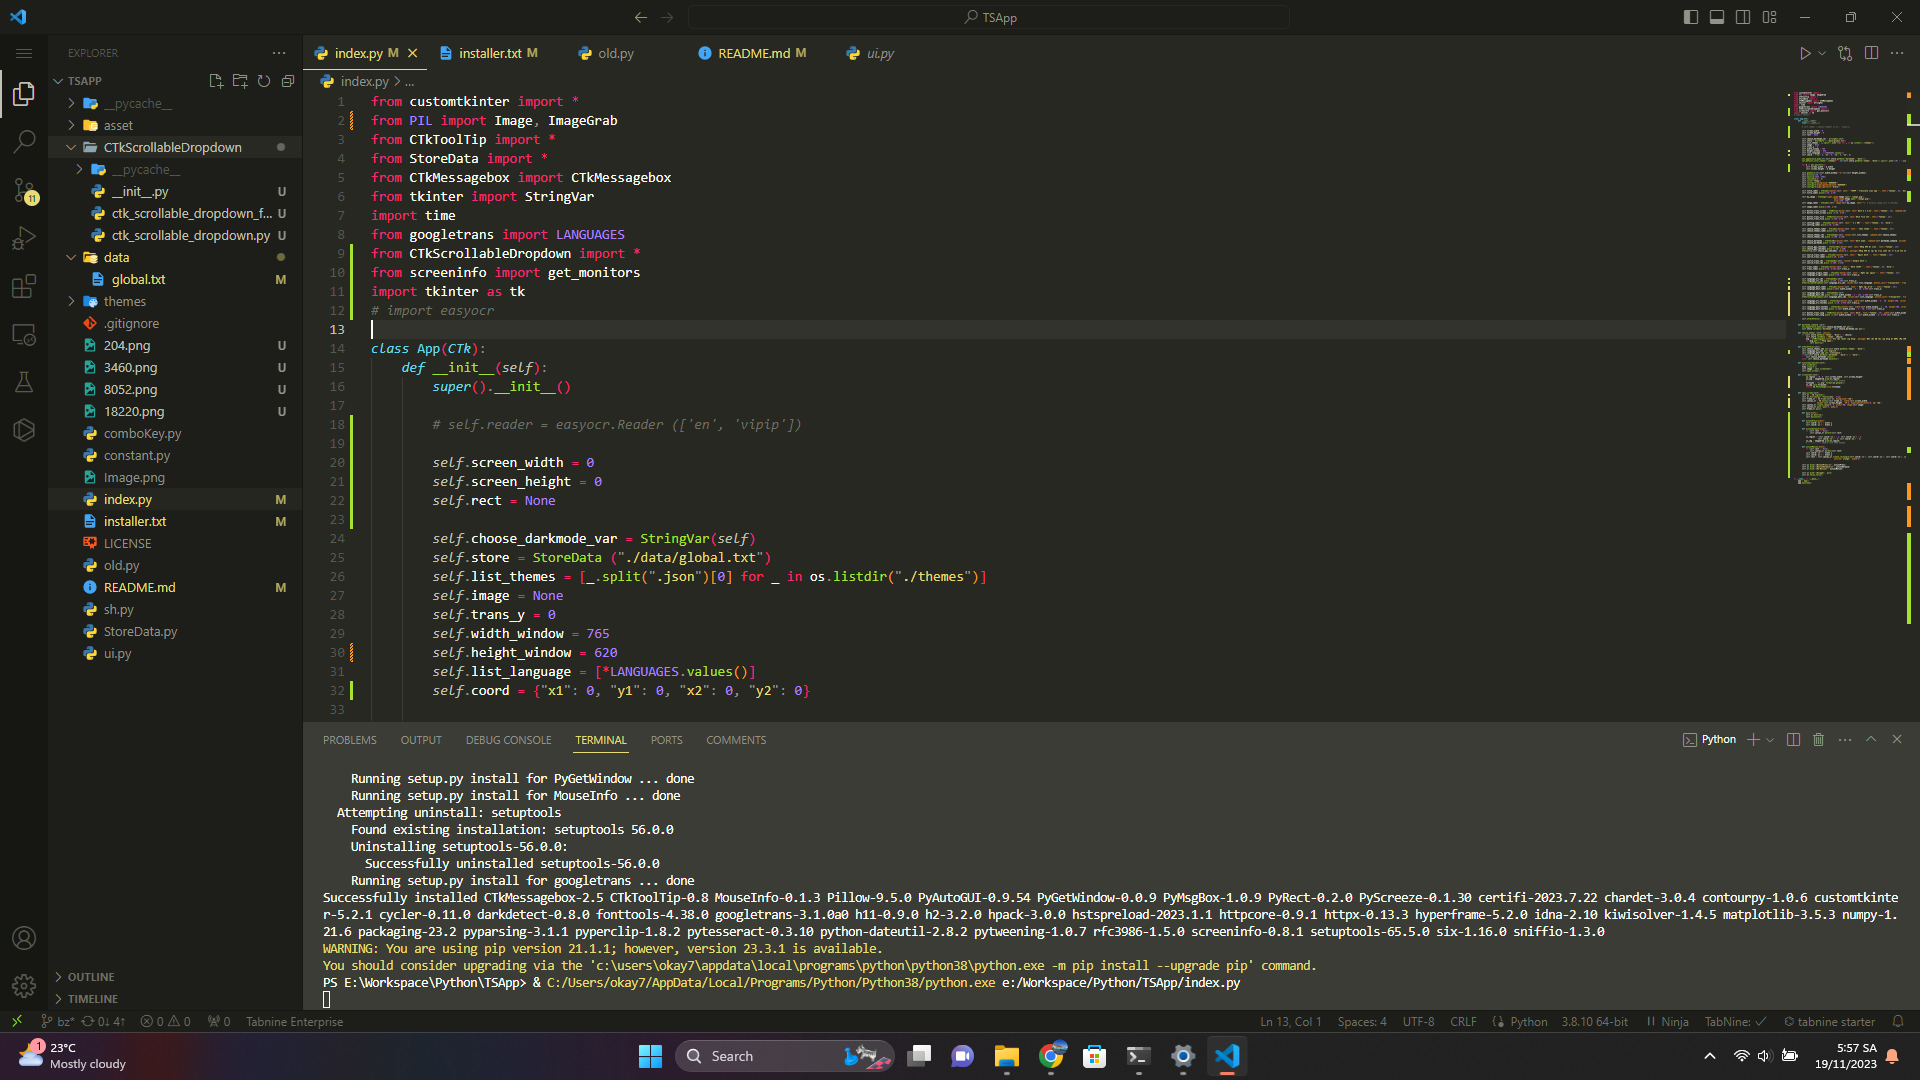 TSApp
EXPLORER
TSAPP
__pycache__
asset
CTkScrollableDropdown
__pycache__
__init__.py U
ctk_scrollable_dropdown_f... U
ctk_scrollable_dropdown.py U
data
global.txt M
themes
.gitignore
204.png U
3460.png U
8052.png U
18220.png U
comboKey.py
constant.py
Image.png
index.py M
installer.txt M
LICENSE
old.py
README.md M
sh.py
StoreData.py
ui.py
OUTLINE
TIMELINE
11
index.py M
installer.txt M
old.py
README.md M
ui.py
index.py > ...
1 from customtkinter import *
2 from PIL import Image, ImageGrab
3 from CTkToolTip import *
4 from StoreData import *
5 from CTkMessagebox import CTkMessagebox
6 from tkinter import StringVar
7 import time
8 from googletrans import LANGUAGES
9 from CTkScrollableDropdown import *
10 from screeninfo import get_monitors
11 import tkinter as tk
12 # import easyocr
13
14 class App(CTk):
15 def __init__(self):
16 super().__init__()
17
18 # self.reader = easyocr.Reader (['en', 'vipip'])
19
20 self.screen_width = 0
21 self.screen_height = 0
22 self.rect = None
23
24 self.choose_darkmode_var = StringVar(self)
25 self.store = StoreData ("./data/global.txt")
26 self.list_themes = [_.split(".json")[0] for _ in os.listdir("./themes")]
27 self.image = None
28 self.trans_y = 0
29 self.width_window = 765
30 self.height_window = 620
31 self.list_language = [*LANGUAGES.values()]
32 self.coord = {"x1": 0, "y1": 0, "x2": 0, "y2": 0}
33
PROBLEMS OUTPUT DEBUG CONSOLE TERMINAL PORTS COMMENTS
Python
Running setup.py install for PyGetWindow ... done
Running setup.py install for MouseInfo ... done
Attempting uninstall: setuptools
Found existing installation: setuptools 56.0.0
Uninstalling setuptools-56.0.0:
Successfully uninstalled setuptools-56.0.0
Running setup.py install for googletrans ... done
Successfully installed CTkMessagebox-2.5 CTkToolTip-0.8 MouseInfo-0.1.3 Pillow-9.5.0 PyAutoGUI-0.9.54 PyGetWindow-0.0.9 PyMsgBox-1.0.9 PyRect-0.2.0 PyScreeze-0.1.30 certifi-2023.7.22 chardet-3.0.4 contourpy-1.0.6 customtkinte
r-5.2.1 cycler-0.11.0 darkdetect-0.8.0 fonttools-4.38.0 googletrans-3.1.0a0 h11-0.9.0 h2-3.2.0 hpack-3.0.0 hstspreload-2023.1.1 httpcore-0.9.1 httpx-0.13.3 hyperframe-5.2.0 idna-2.10 kiwisolver-1.4.5 matplotlib-3.5.3 numpy-1.
21.6 packaging-23.2 pyparsing-3.1.1 pyperclip-1.8.2 pytesseract-0.3.10 python-dateutil-2.8.2 pytweening-1.0.7 rfc3986-1.5.0 screeninfo-0.8.1 setuptools-65.5.0 six-1.16.0 sniffio-1.3.0
WARNING: You are using pip version 21.1.1; however, version 23.3.1 is available.
You should consider upgrading via the 'c:\users\okay7\appdata\local\programs\python\python38\python.exe -m pip install --upgrade pip' command.
PS E:\Workspace\Python\TSApp> & C:/Users/okay7/AppData/Local/Programs/Python/Python38/python.exe e:/Workspace/Python/TSApp/index.py
bz* 0↓ 4↑ 0 0 0 Tabnine Enterprise
Ln 13, Col 1 Spaces: 4 UTF-8 CRLF Python 3.8.10 64-bit Ninja TabNine: ✓ tabnine starter
1
23°C
Mostly cloudy
Search
5:57 SA
19/11/2023